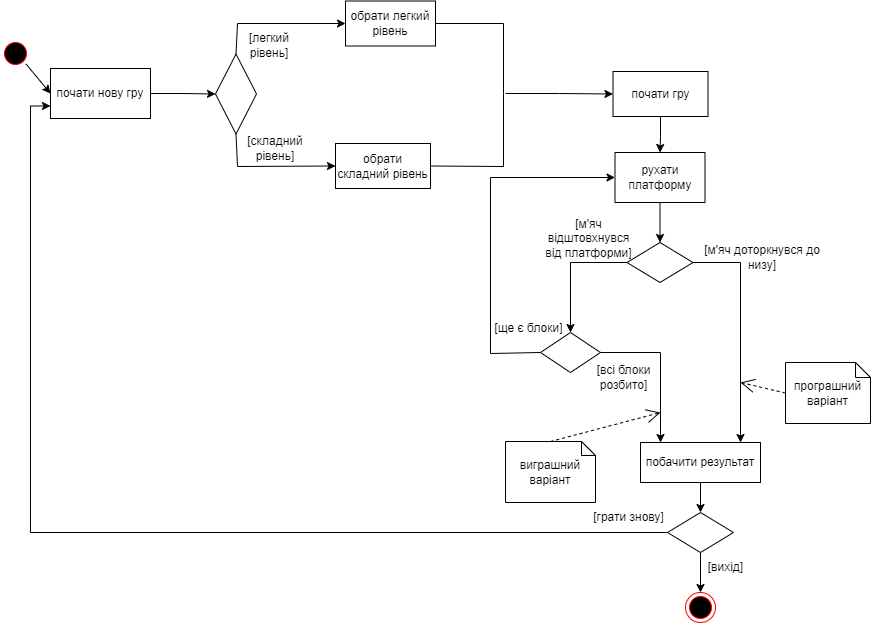 обрати легкий
рівень
[легкий
рівень]
почати нову гру
почати гру
[складний
рівень]
обрати
складний рівень
рухати
платформу
[м'яч
відштовхнувся
від платформи]
[м'яч доторкнувся до
низу]
[ще є блоки]
[всі блоки
розбито]
програшний
варіант
виграшний
варіант
побачити результат
[грати знову]
[вихід]